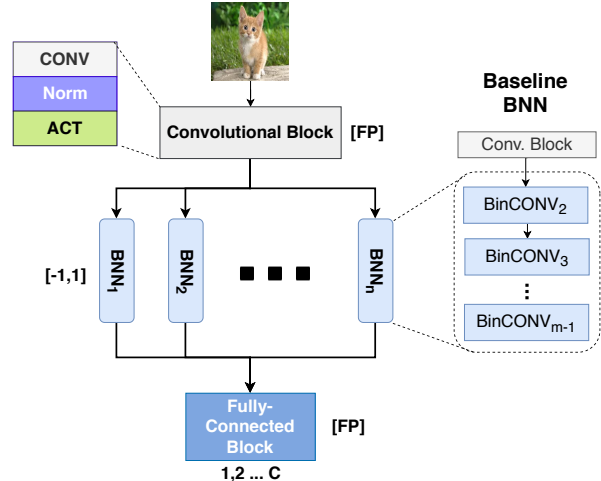 CONV
Norm
ACT
Convolutional Block
[FP]
Baseline
BNN
Conv. Block
BinCONV2
BinCONV3
BinCONVm-1
[-1,1]
BNN1
BNN2
BNNn
Fully-
Connected
Block
[FP]
1,2 ... C